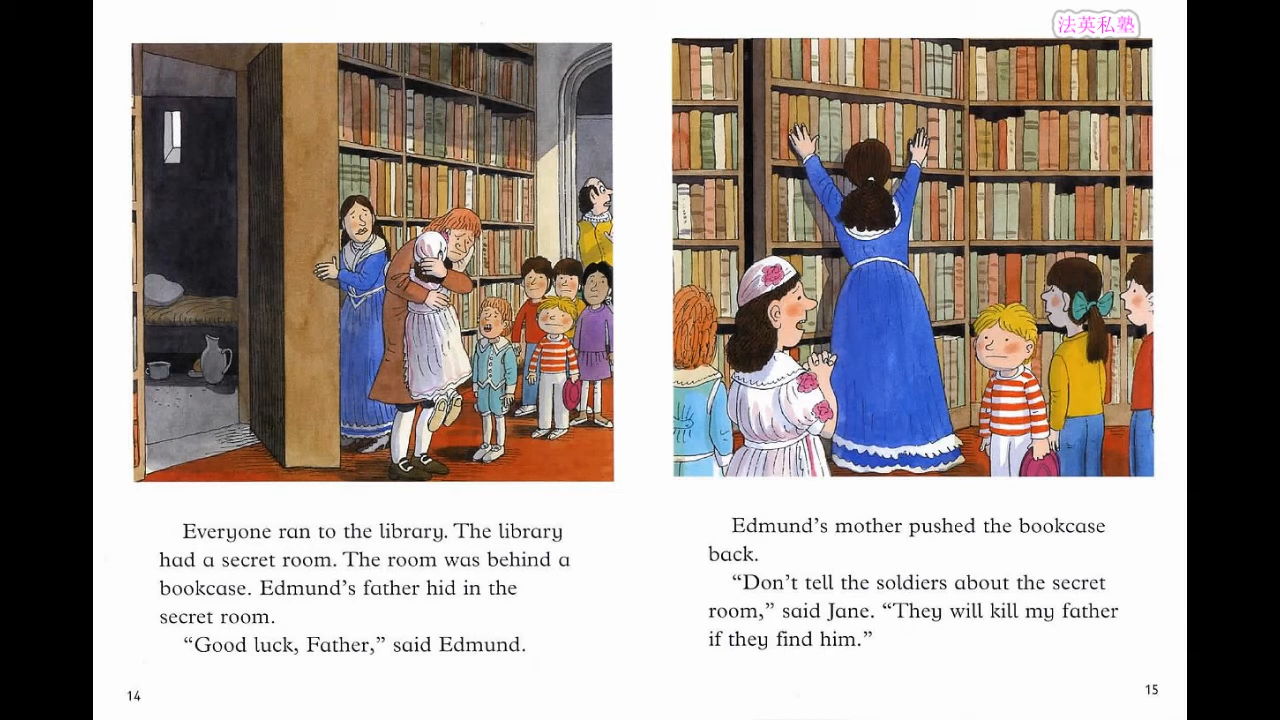 法英私塾
Everyone ran to the library. The library
had a secret room. The room was behind a
bookcase. Edmund's father hid in the
secret room.
“Good luck, Father,” said Edmund.
14
Edmund's mother pushed the bookcase
back.
“Don't tell the soldiers about the secret
room,” said Jane. “They will kill my father
if they find him.”
15